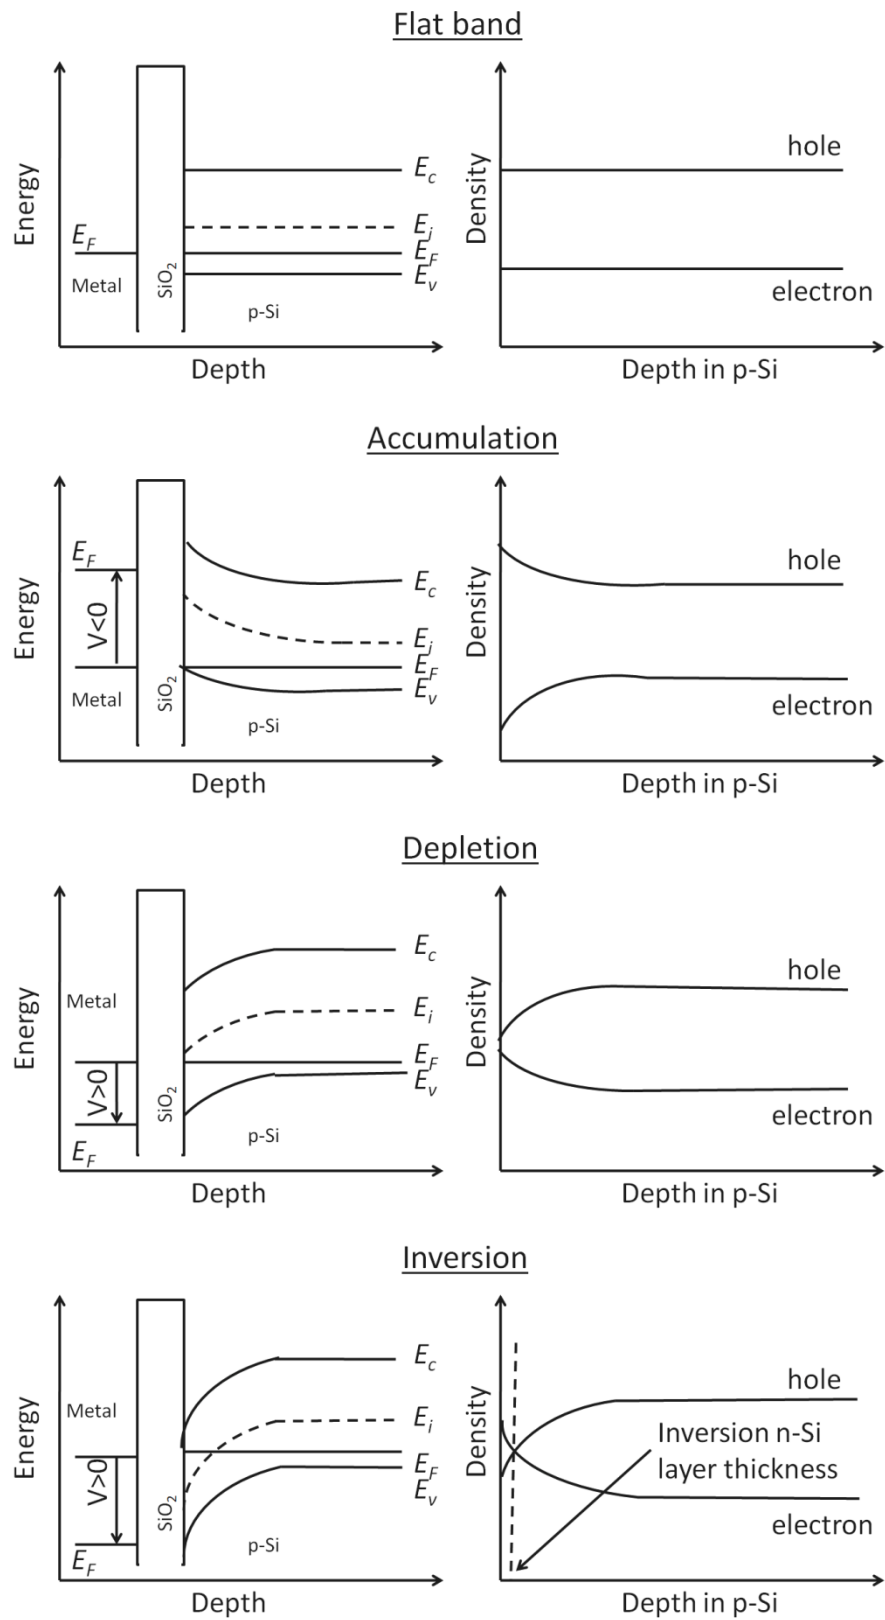 Flat band
Energy
E_F
Metal
SiO2
p-Si
E_c
E_j
E_F
E_v
Depth
Density
hole
electron
Depth in p-Si
Accumulation
Energy
E_F
V<0
Metal
SiO2
p-Si
E_c
E_j
E_F
E_v
Depth
Density
hole
electron
Depth in p-Si
Depletion
Energy
Metal
V>0
E_F
SiO2
p-Si
E_c
E_i
E_F
E_v
Depth
Density
hole
electron
Depth in p-Si
Inversion
Energy
Metal
V>0
E_F
SiO2
p-Si
E_c
E_i
E_F
E_v
Depth
Density
hole
Inversion n-Si
layer thickness
electron
Depth in p-Si